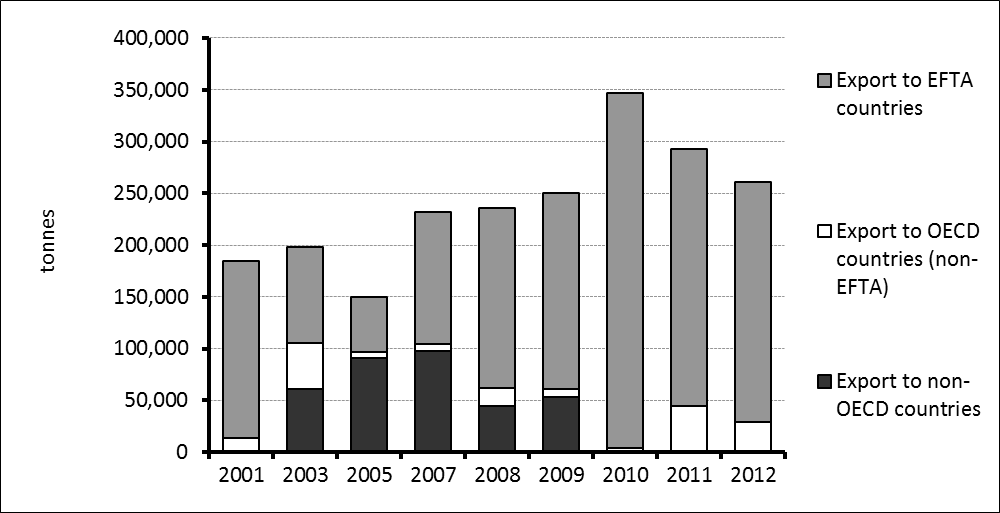 400,000
350,000
300,000
250,000
200,000
150,000
100,000
50,000
0
tonnes
2001 2003 2005 2007 2008 2009 2010 2011 2012
Export to EFTA
countries
Export to OECD
countries (non-
EFTA)
Export to non-
OECD countries